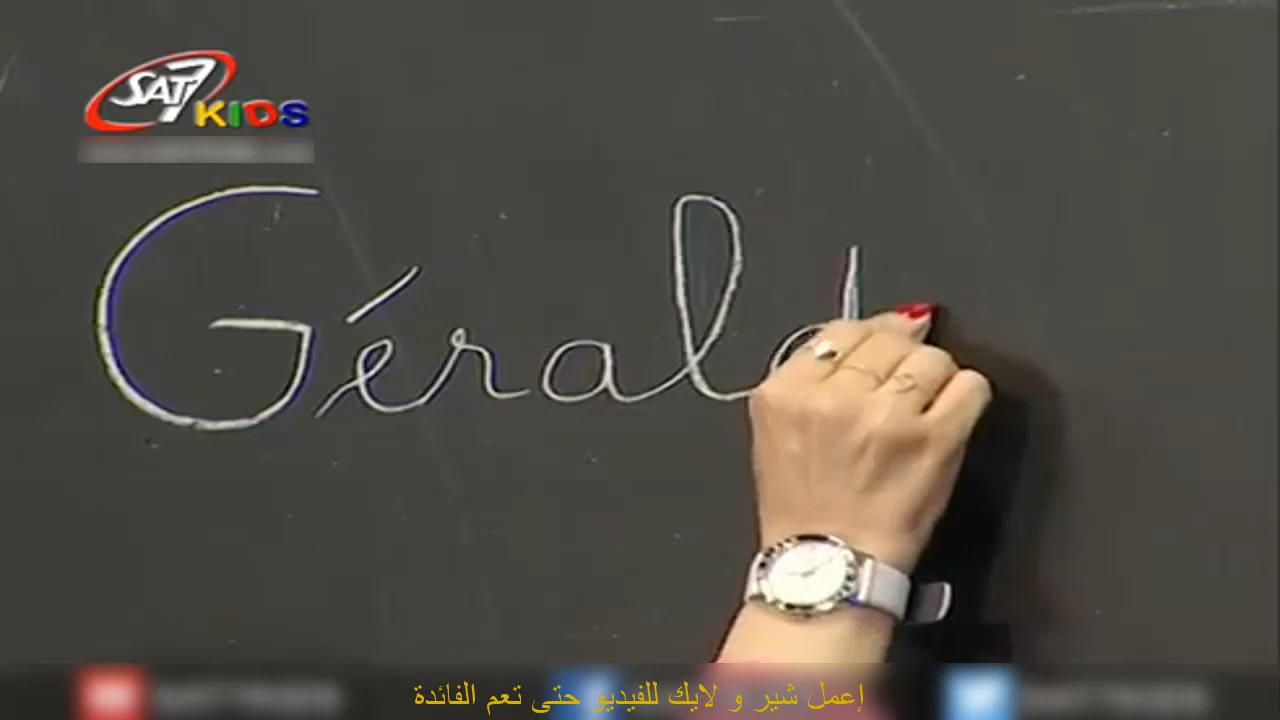 SAT7
KIDS
Gérald
إعمل شير و لايك للفيديو حتى تعم الفائدة